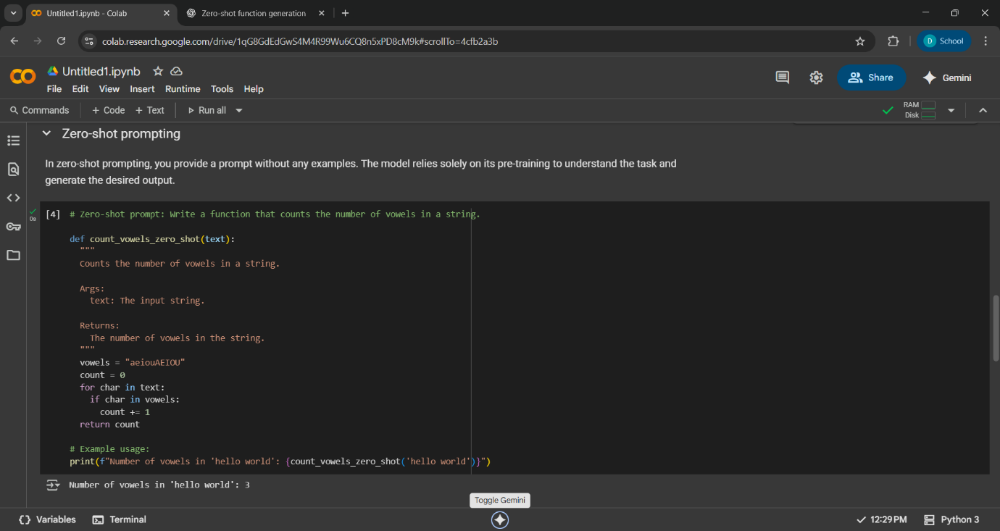 Untitled1.ipynb - Colab
Zero-shot function generation
colab.research.google.com/drive/1qG8GdEdGwS4M4R99Wu6CQ8n5xPD8cM9k#scrollTo=4cfb2a3b
D School
Untitled1.ipynb
File Edit View Insert Runtime Tools Help
Share
Gemini
Commands + Code + Text Run all
RAM
Disk
Zero-shot prompting
In zero-shot prompting, you provide a prompt without any examples. The model relies solely on its pre-training to understand the task and
generate the desired output.
0s
[4] # Zero-shot prompt: Write a function that counts the number of vowels in a string.
def count_vowels_zero_shot(text):
"""
Counts the number of vowels in a string.
Args:
text: The input string.
Returns:
The number of vowels in the string.
"""
vowels = "aeiouAEIOU"
count = 0
for char in text:
if char in vowels:
count += 1
return count
# Example usage:
print(f"Number of vowels in 'hello world': {count_vowels_zero_shot('hello world')}")
Number of vowels in 'hello world': 3
Toggle Gemini
{} Variables Terminal
12:29 PM Python 3